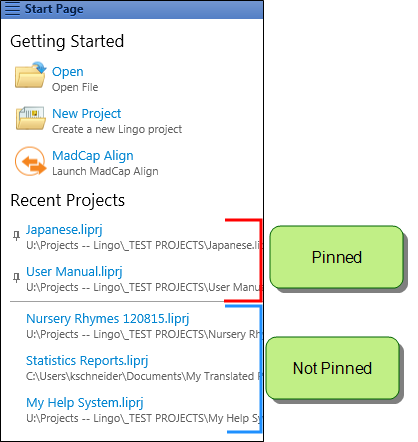 Start Page
Getting Started
Open
Open File
New Project
Create a new Lingo project
MadCap Align
Launch MadCap Align
Recent Projects
Japanese.liprj
U:\Projects -- Lingo\_TEST PROJECTS\Japanese.li
Pinned
User Manual.liprj
U:\Projects -- Lingo\_TEST PROJECTS\User Manu
Nursery Rhymes 120815.liprj
U:\Projects -- Lingo\_TEST PROJECTS\Nursery Rh
Statistics Reports.liprj
C:\Users\kschneider\Documents\My Translated P
Not Pinned
My Help System.liprj
U:\Projects -- Lingo\_TEST PROJECTS\My Help Sy